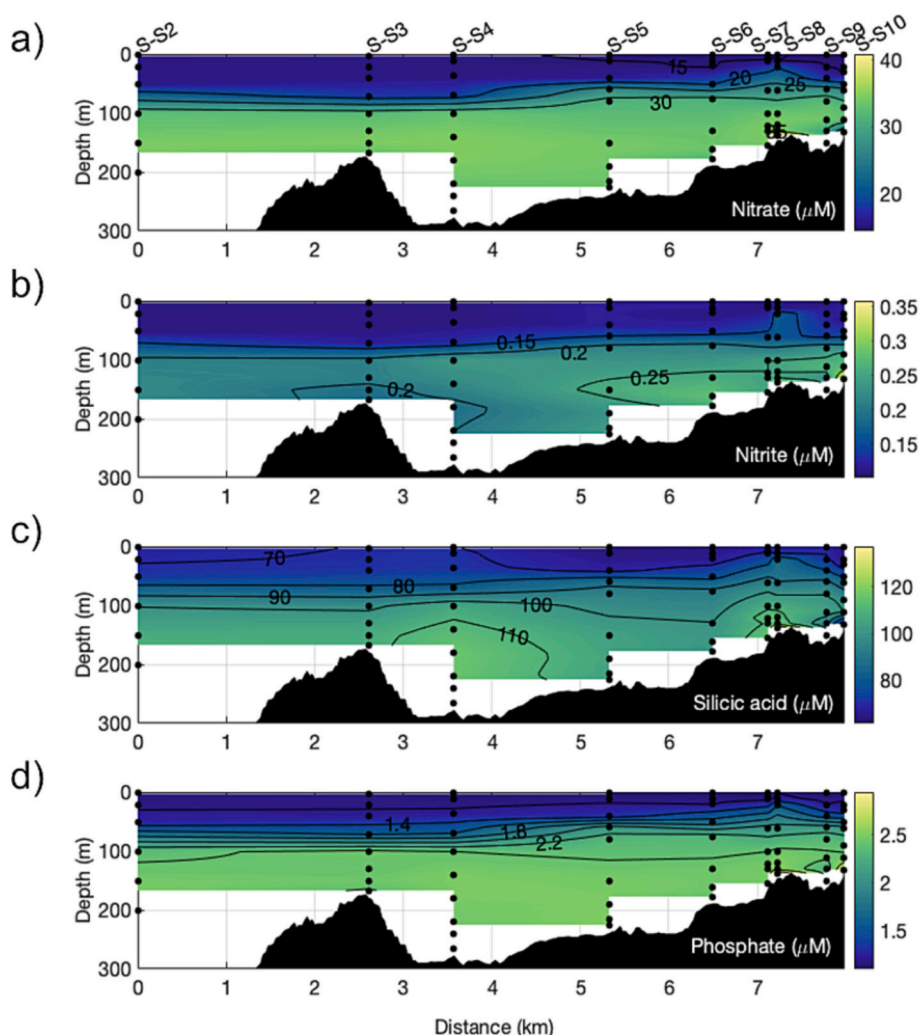 a)
S-S2 S-S3 S-S4 S-S5 S-S6 S-S7 S-S8 S-S9 S-S10
0
100
200
300
Depth (m)
15 20 25
30
35
Nitrate (μM)
40
30
20
0 1 2 3 4 5 6 7
b)
0
100
200
300
Depth (m)
0.15
0.2
0.25
0.2
Nitrite (μM)
0.35
0.3
0.25
0.2
0.15
0 1 2 3 4 5 6 7
c)
0
100
200
300
Depth (m)
70
80
90
100
110
Silicic acid (μM)
120
100
80
0 1 2 3 4 5 6 7
d)
0
100
200
300
Depth (m)
1.4
1.8
2.2
Phosphate (μM)
2.5
2
1.5
0 1 2 3 4 5 6 7
Distance (km)